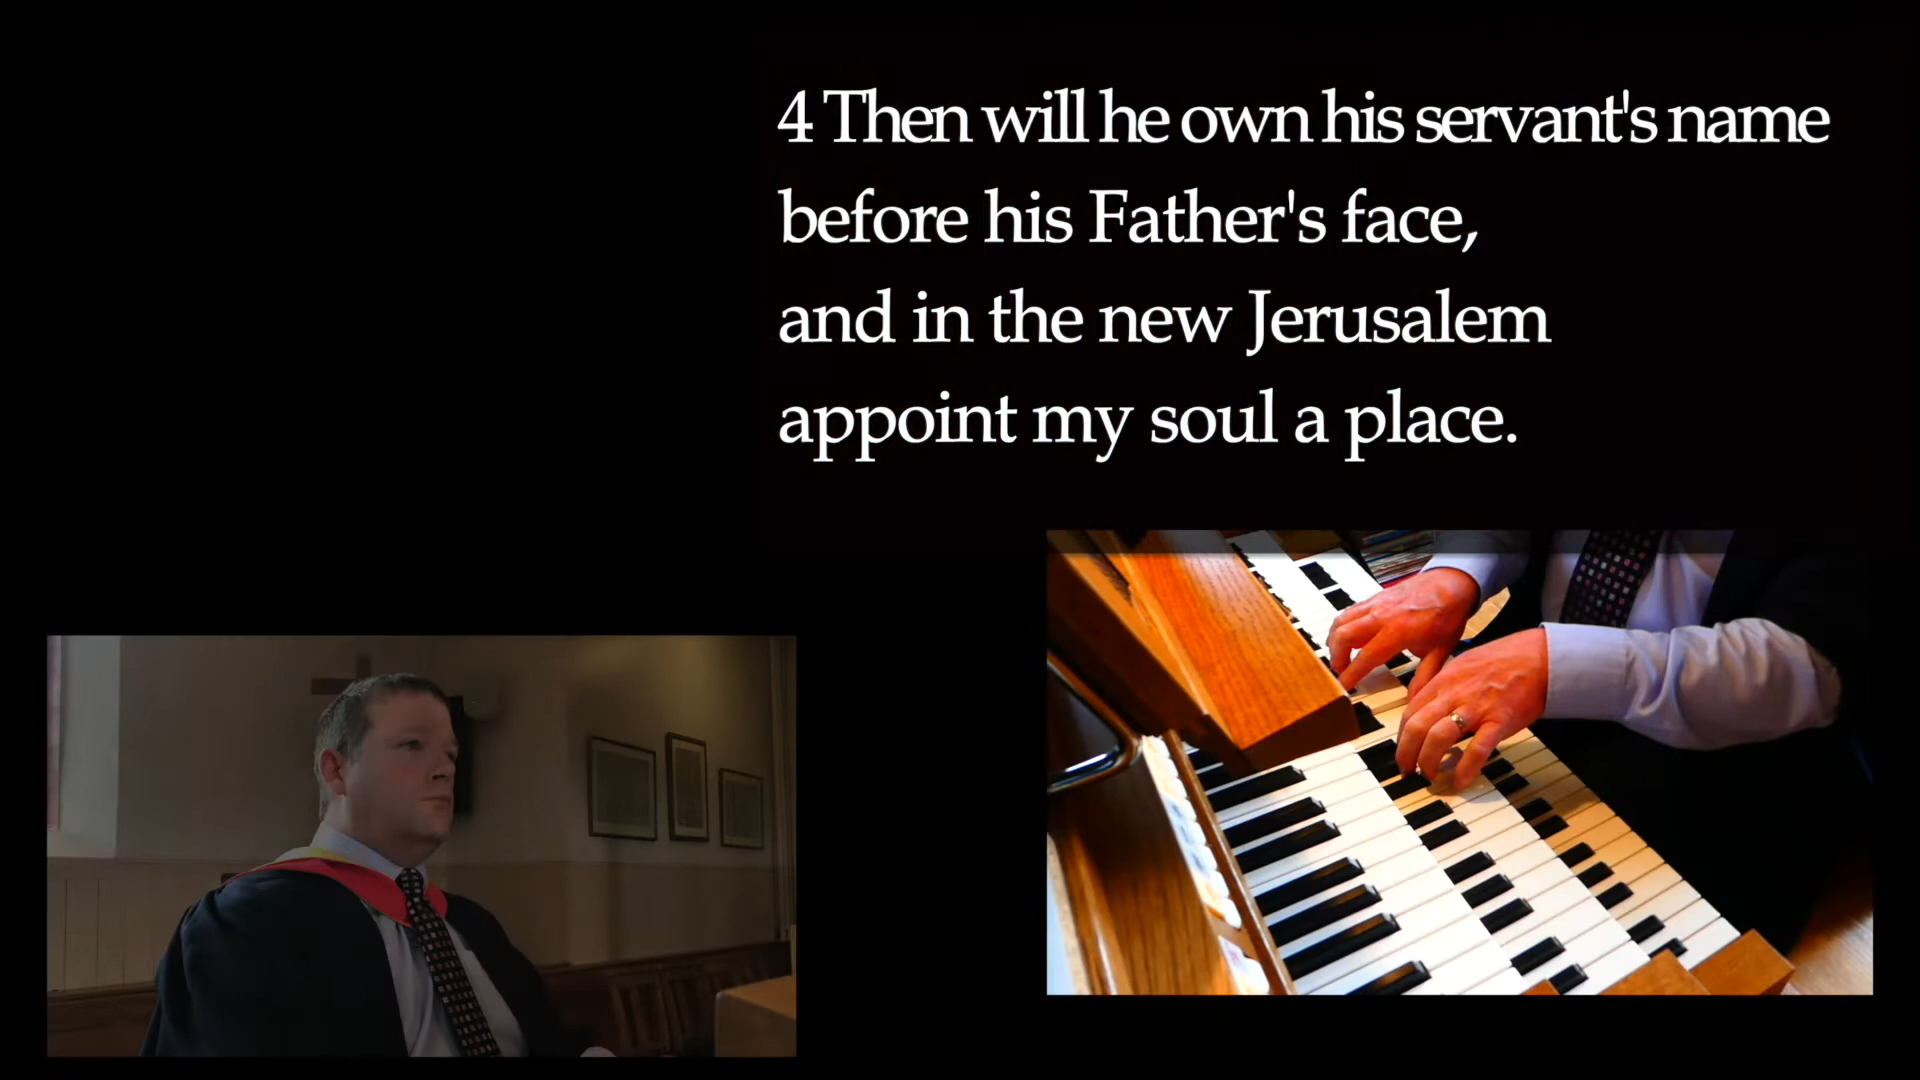 4 Then will he own his servant's name
before his Father's face,
and in the new Jerusalem
appoint my soul a place.